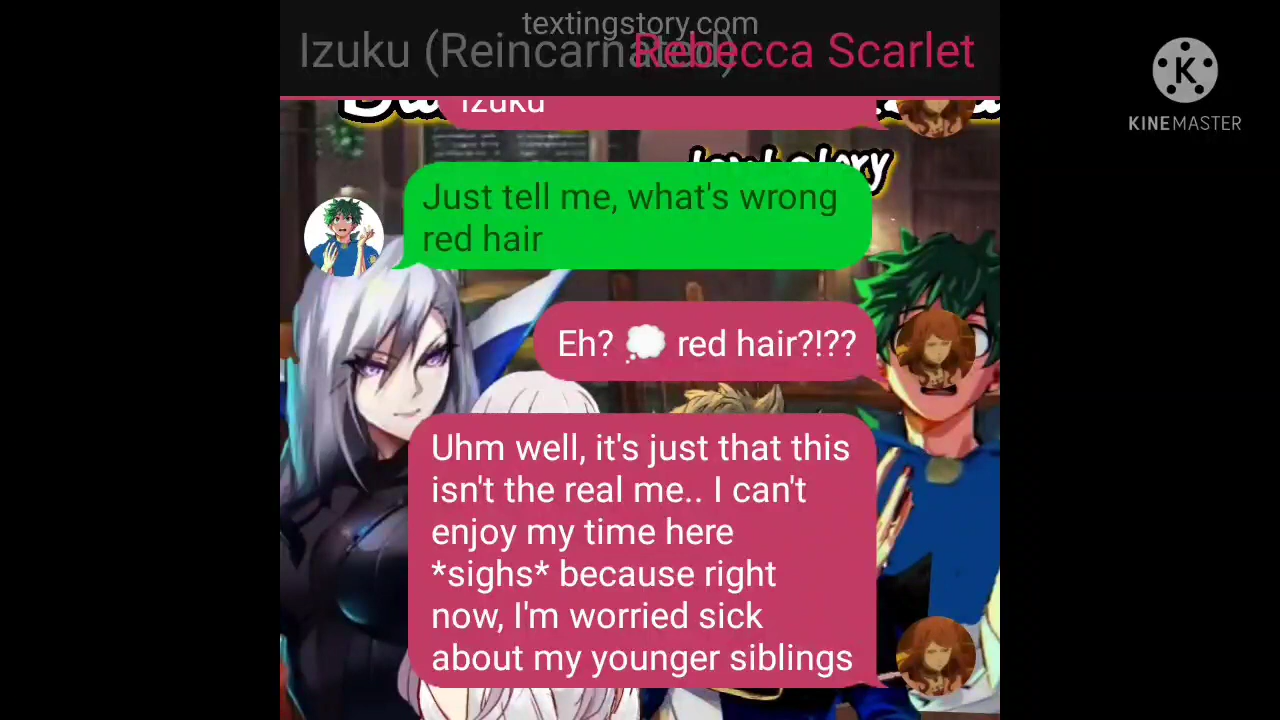 textingstory.com
Izuku (Reincarnated)
Rebecca Scarlet
KINEMASTER
Izuku
Just tell me, what's wrong
red hair
Eh? 💭 red hair?!??
Uhm well, it's just that this
isn't the real me.. I can't
enjoy my time here
*sighs* because right
now, I'm worried sick
about my younger siblings